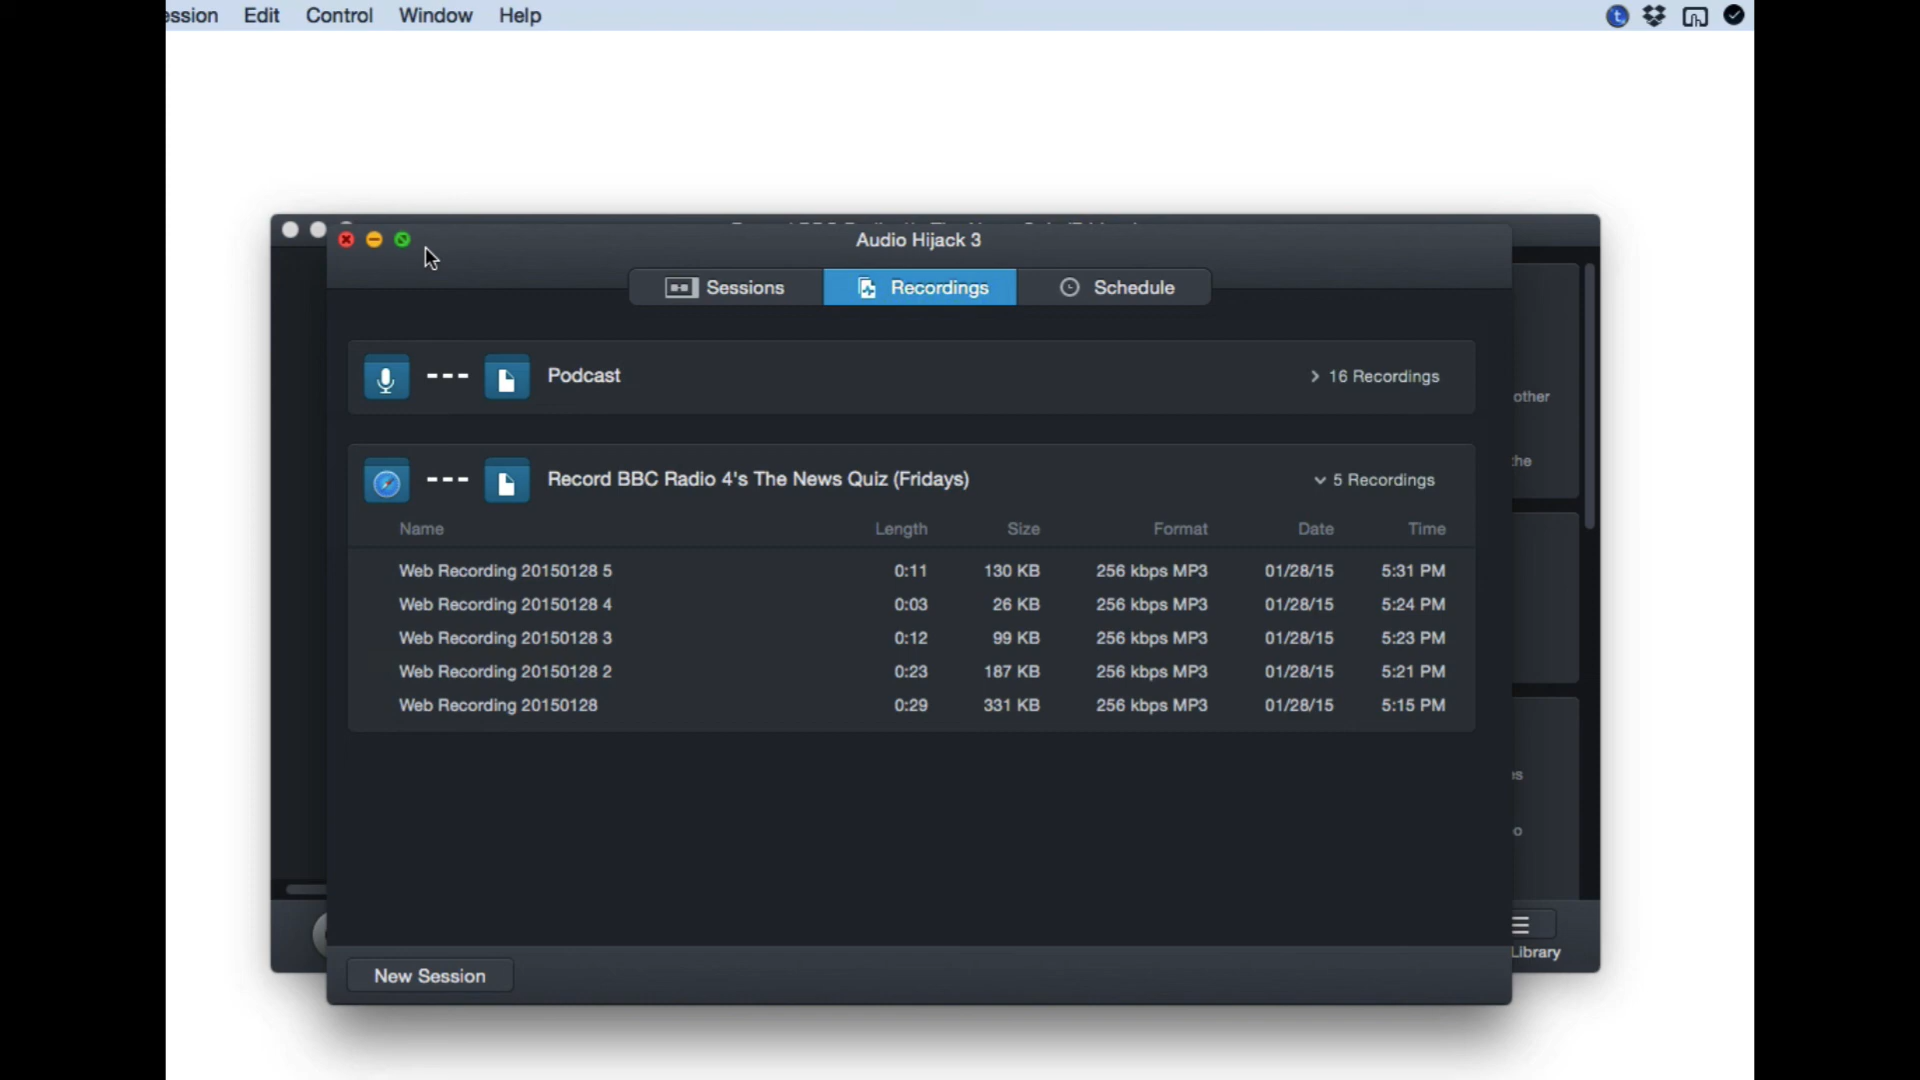 ession Edit Control Window Help
Audio Hijack 3
Sessions Recordings Schedule
Podcast 16 Recordings
other
Record BBC Radio 4's The News Quiz (Fridays) 5 Recordings
the
Name Length Size Format Date Time
Web Recording 20150128 5 0:11 130 KB 256 kbps MP3 01/28/15 5:31 PM
Web Recording 20150128 4 0:03 26 KB 256 kbps MP3 01/28/15 5:24 PM
Web Recording 20150128 3 0:12 99 KB 256 kbps MP3 01/28/15 5:23 PM
Web Recording 20150128 2 0:23 187 KB 256 kbps MP3 01/28/15 5:21 PM
Web Recording 20150128 0:29 331 KB 256 kbps MP3 01/28/15 5:15 PM
es
o
New Session
Library